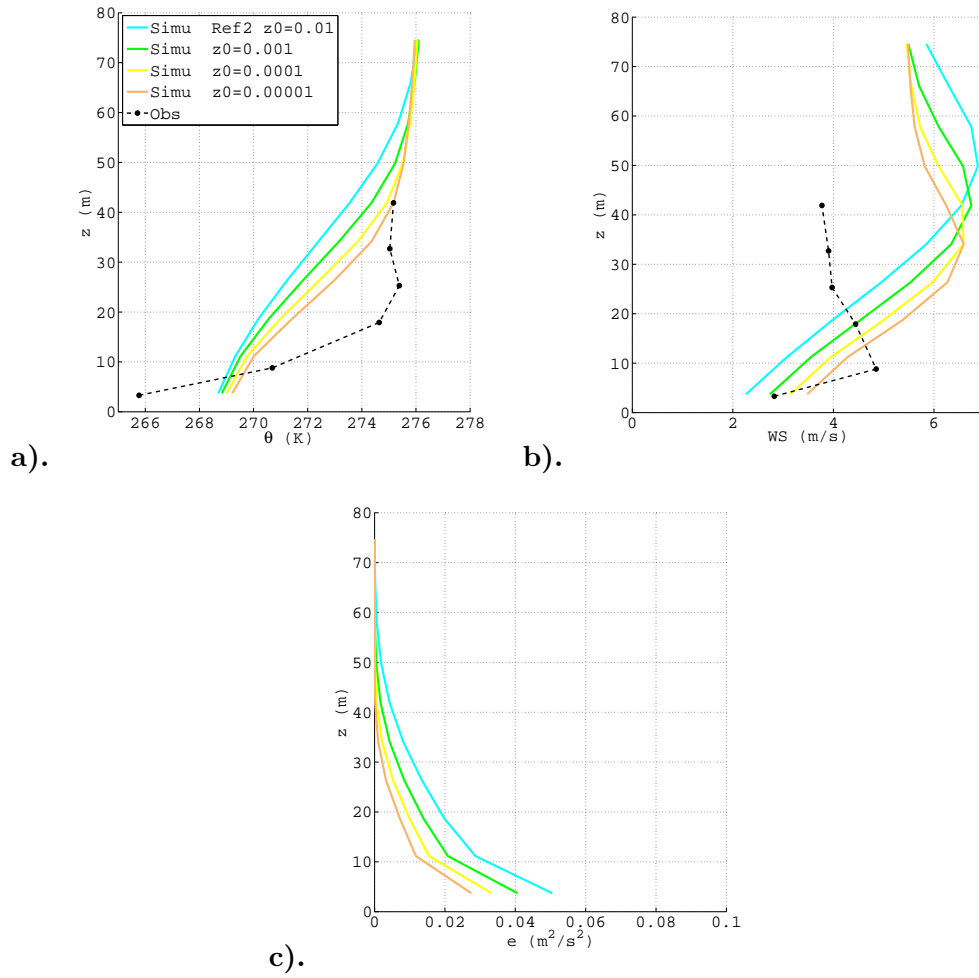 80
70
60
50
40
30
20
10
0
z (m)
Simu Ref2 z0=0.01
Simu z0=0.001
Simu z0=0.0001
Simu z0=0.00001
Obs
266 268 270 272 274 276 278
θ (K)
a).
80
70
60
50
40
30
20
10
0
z (m)
2 4 6
WS (m/s)
b).
80
70
60
50
40
30
20
10
0
z (m)
0 0.02 0.04 0.06 0.08 0.1
e (m²/s²)
c).